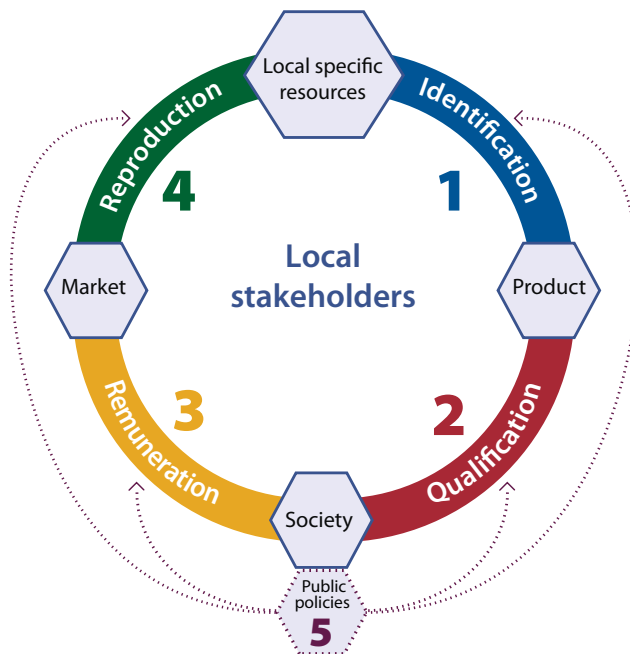 Local specific
resources
Identification
1
Product
Qualification
2
Society
Remuneration
3
Market
Reproduction
4
Local
stakeholders
Public
policies
5